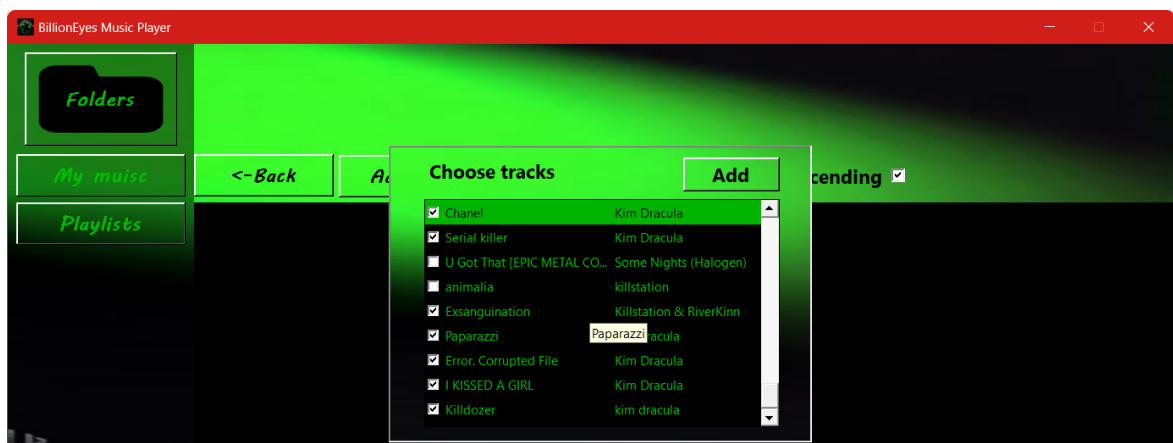 BillionEyes Music Player
Folders
My muisc
Playlists
<-Back
Choose tracks
Add
cending
Chanel Kim Dracula
Serial killer Kim Dracula
U Got That [EPIC METAL CO... Some Nights (Halogen)
animalia killstation
Exsanguination Killstation & RiverKinn
Paparazzi Paparazzi racula
Error. Corrupted File Kim Dracula
I KISSED A GIRL Kim Dracula
Killdozer kim dracula